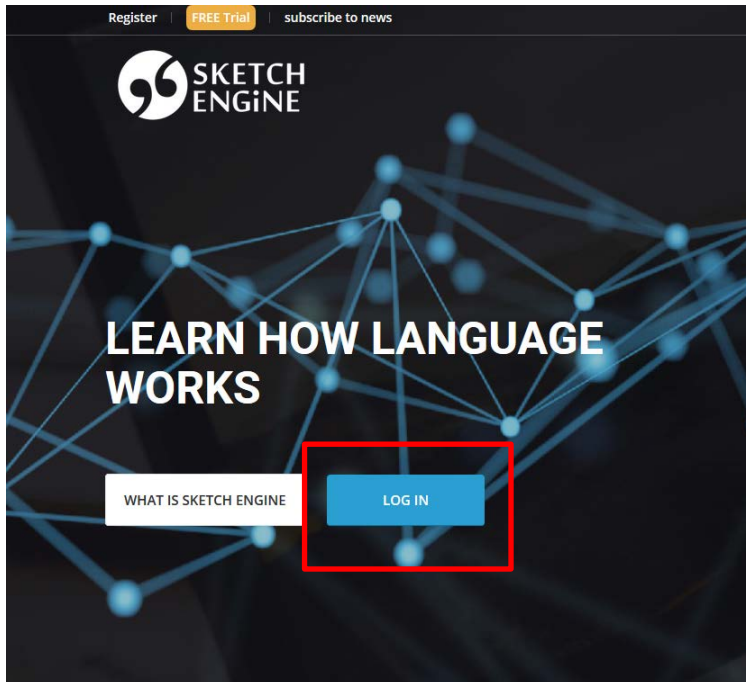 Register FREE Trial subscribe to news
SKETCH
ENGiNE
LEARN HOW LANGUAGE
WORKS
WHAT IS SKETCH ENGINE LOG IN